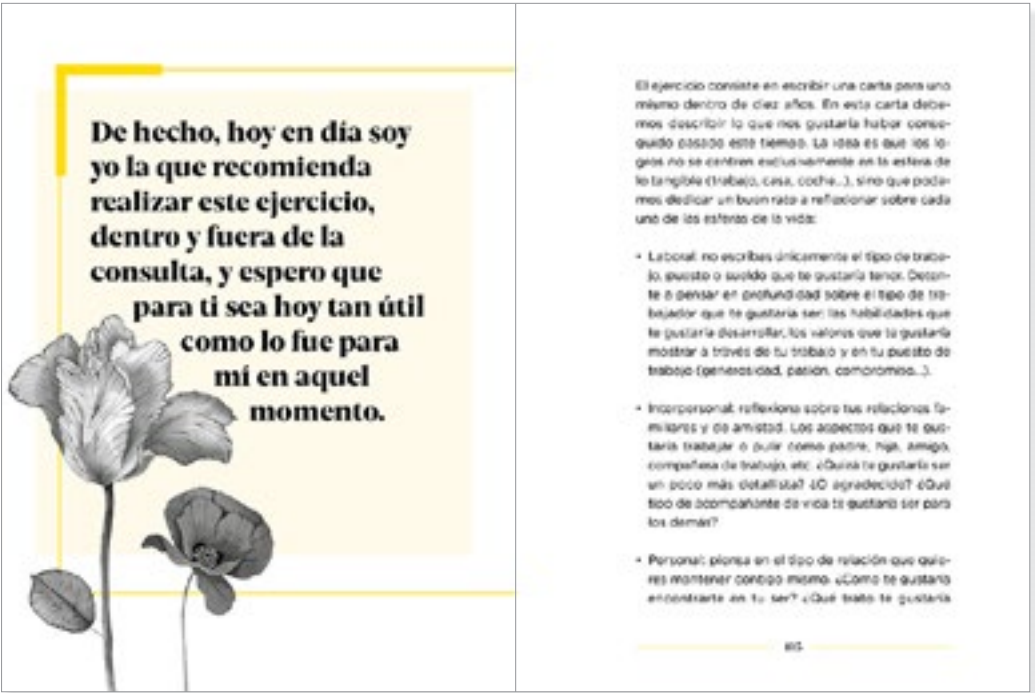 De hecho, hoy en día soy
yo la que recomienda
realizar este ejercicio,
dentro y fuera de la
consulta, y espero que
para ti sea hoy tan útil
como lo fue para
mí en aquel
momento.
El ejercicio consiste en escribir una carta para uno
mismo dentro de diez años. En esta carta debe-
mos describir lo que nos gustaría haber conse-
guido pasado este tiempo. La idea es que los lo-
gros no se centren exclusivamente en la esfera de
lo tangible (trabajo, casa, coche...), sino que poda-
mos dedicar un buen rato a reflexionar sobre cada
una de las esferas de la vida:
• Laboral: no escribas únicamente el tipo de traba-
jo, puesto o sueldo que te gustaría tener. Detén-
te a pensar en profundidad sobre el tipo de tra-
bajador que te gustaría ser: las habilidades que
te gustaría desarrollar, los valores que te gustaría
mostrar a través de tu trabajo y en tu puesto de
trabajo (generosidad, pasión, compromiso...).
• Interpersonal: reflexiona sobre tus relaciones fa-
miliares y de amistad. Los aspectos que te gus-
taría trabajar o pulir como padre, hija, amigo,
compañera de trabajo, etc. ¿Quizá te gustaría ser
un poco más detallista? ¿O agradecido? ¿Qué
tipo de acompañante de vida te gustaría ser para
los demás?
• Personal: piensa en el tipo de relación que quie-
res mantener contigo mismo. ¿Cómo te gustaría
encontrarte en tu ser? ¿Qué trato te gustaría